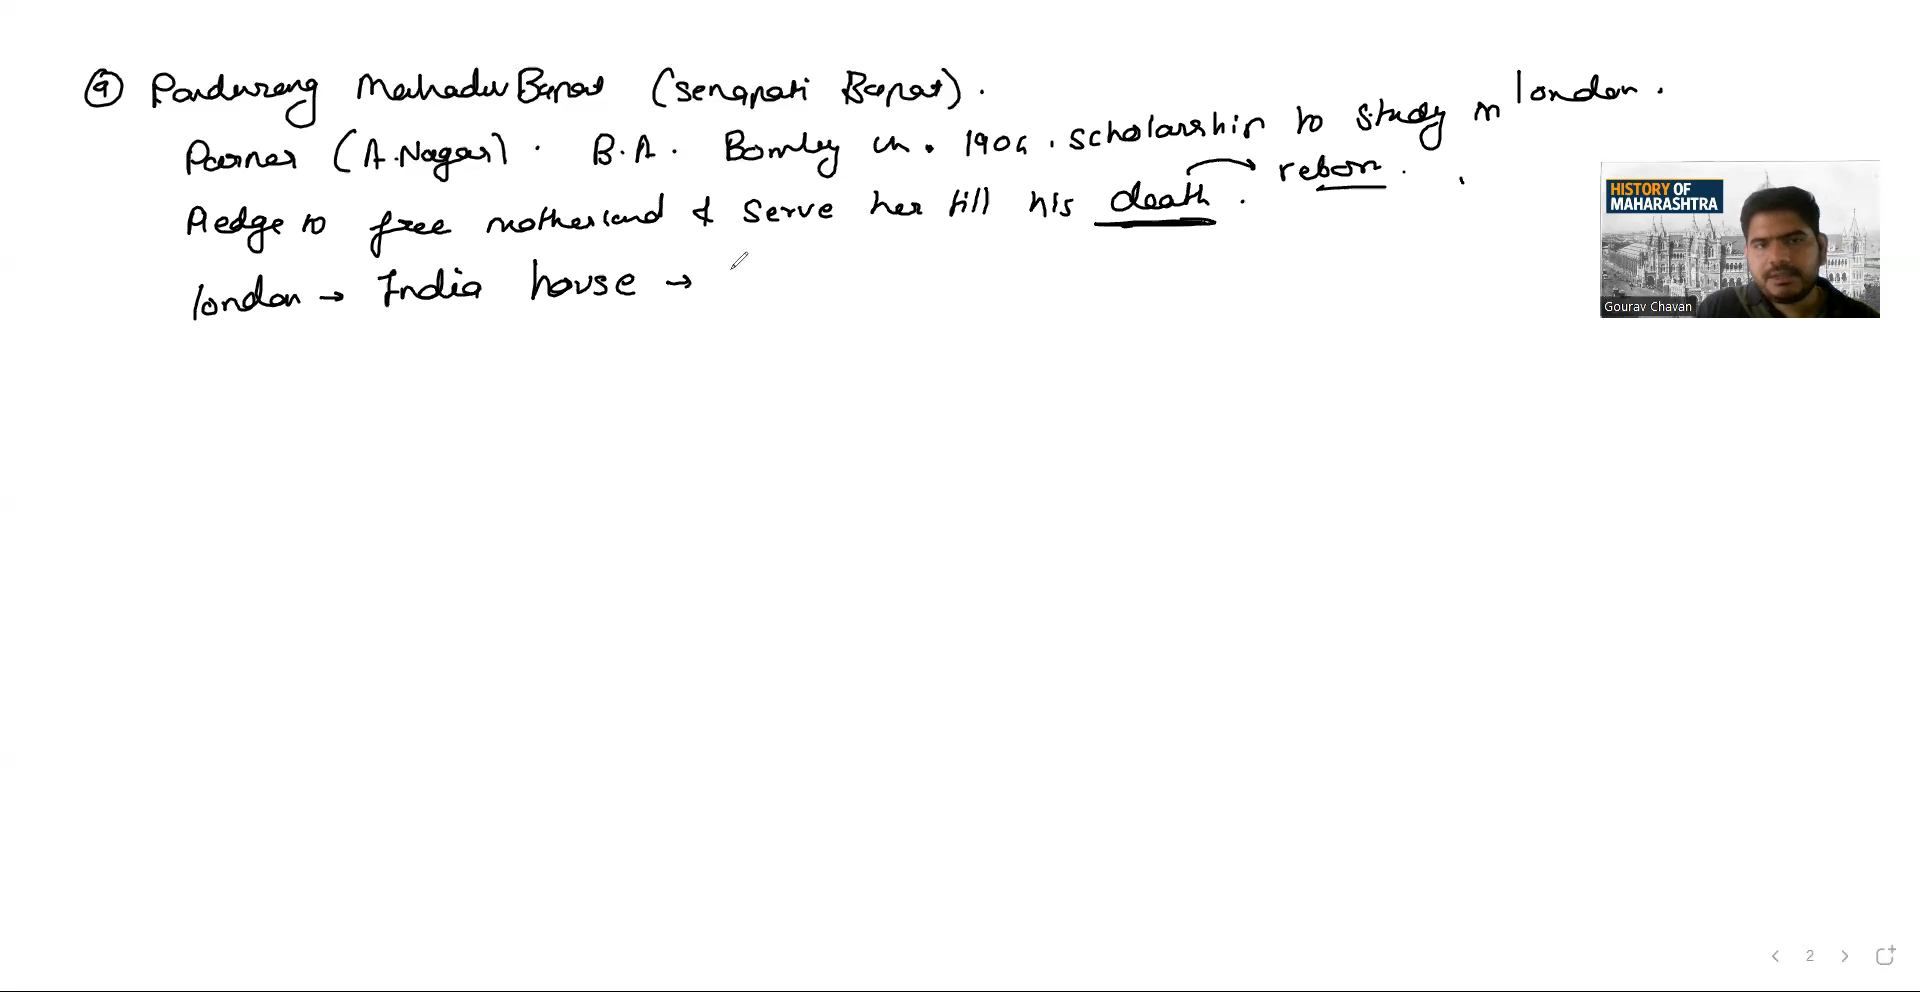 9 Pandurang Mahadev Bapat (Senapati Bapat).
Parner (A.Nagar). B.A. Bombay Un. 1904. scholarship to study in london.
Pledge to free motherland & serve her till his death. → reborn.
london → India house →
HISTORY OF
MAHARASHTRA
Gourav Chavan
2